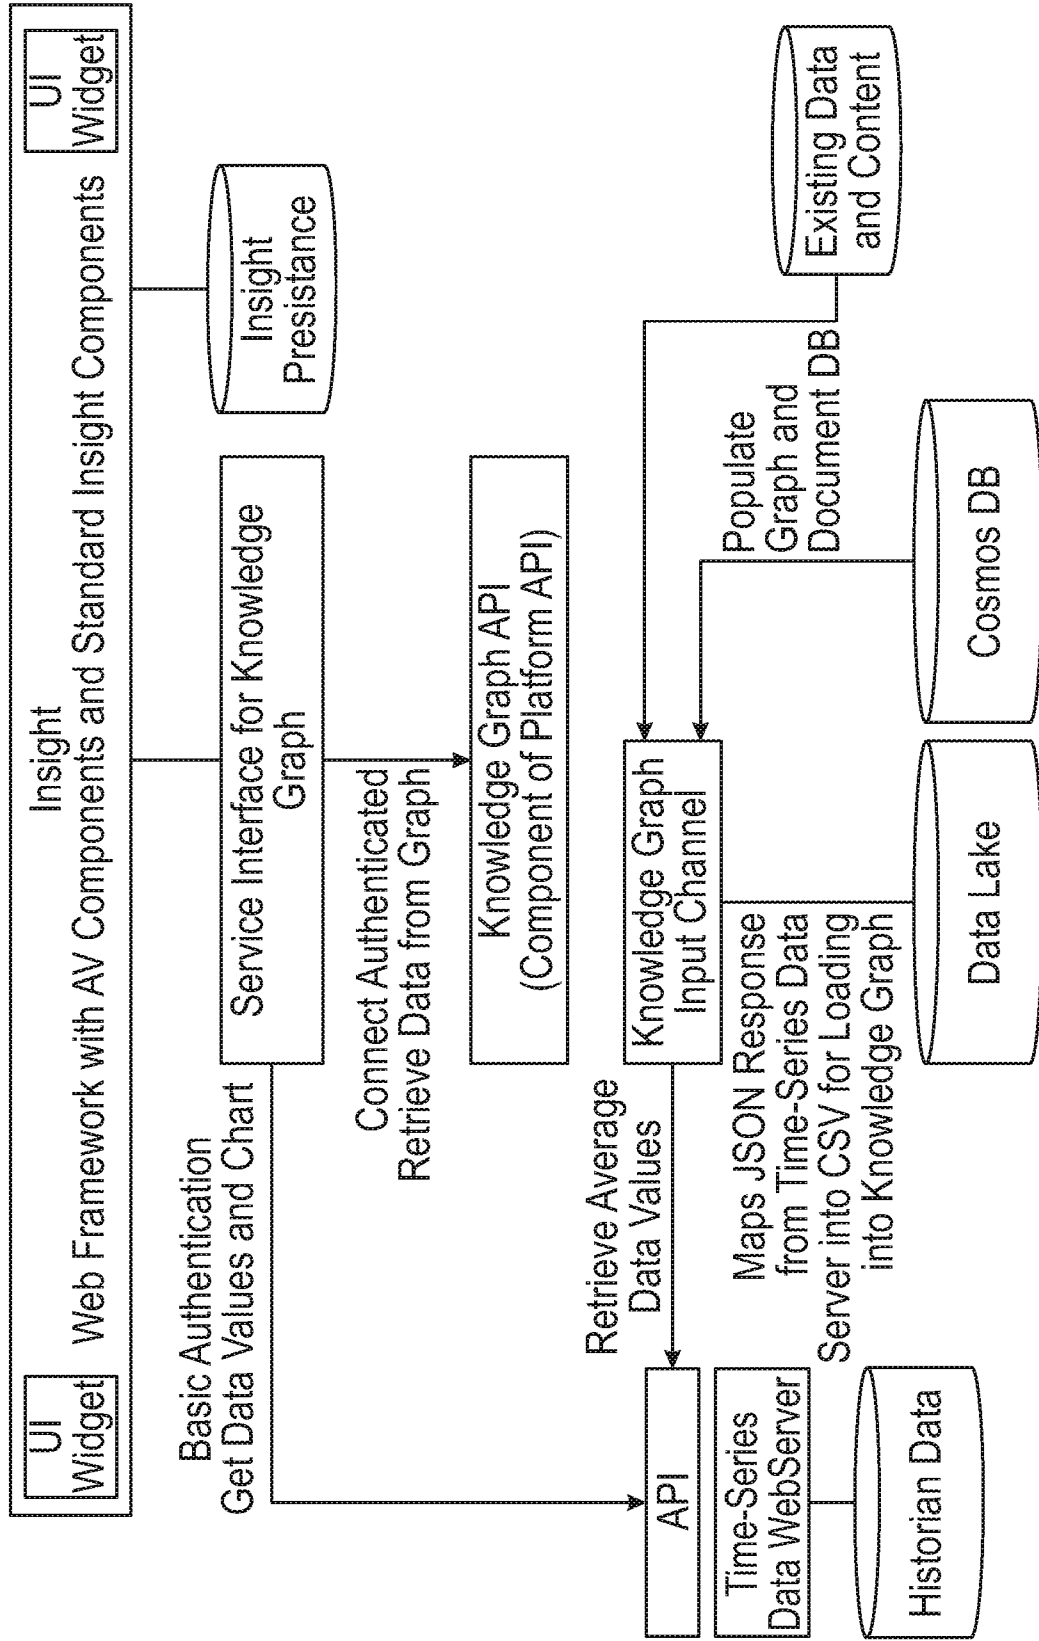 Insight
UI
Widget
Web Framework with AV Components and Standard Insight Components
UI
Widget
Basic Authentication
Get Data Values and Chart
Service Interface for Knowledge
Graph
Insight
Presistance
Connect Authenticated
Retrieve Data from Graph
Knowledge Graph API
(Component of Platform API)
Retrieve Average
Data Values
Knowledge Graph
Input Channel
Populate
Graph and
Document DB
Existing Data
and Content
API
Time-Series
Data WebServer
Maps JSON Response
from Time-Series Data
Server into CSV for Loading
into Knowledge Graph
Historian Data
Data Lake
Cosmos DB